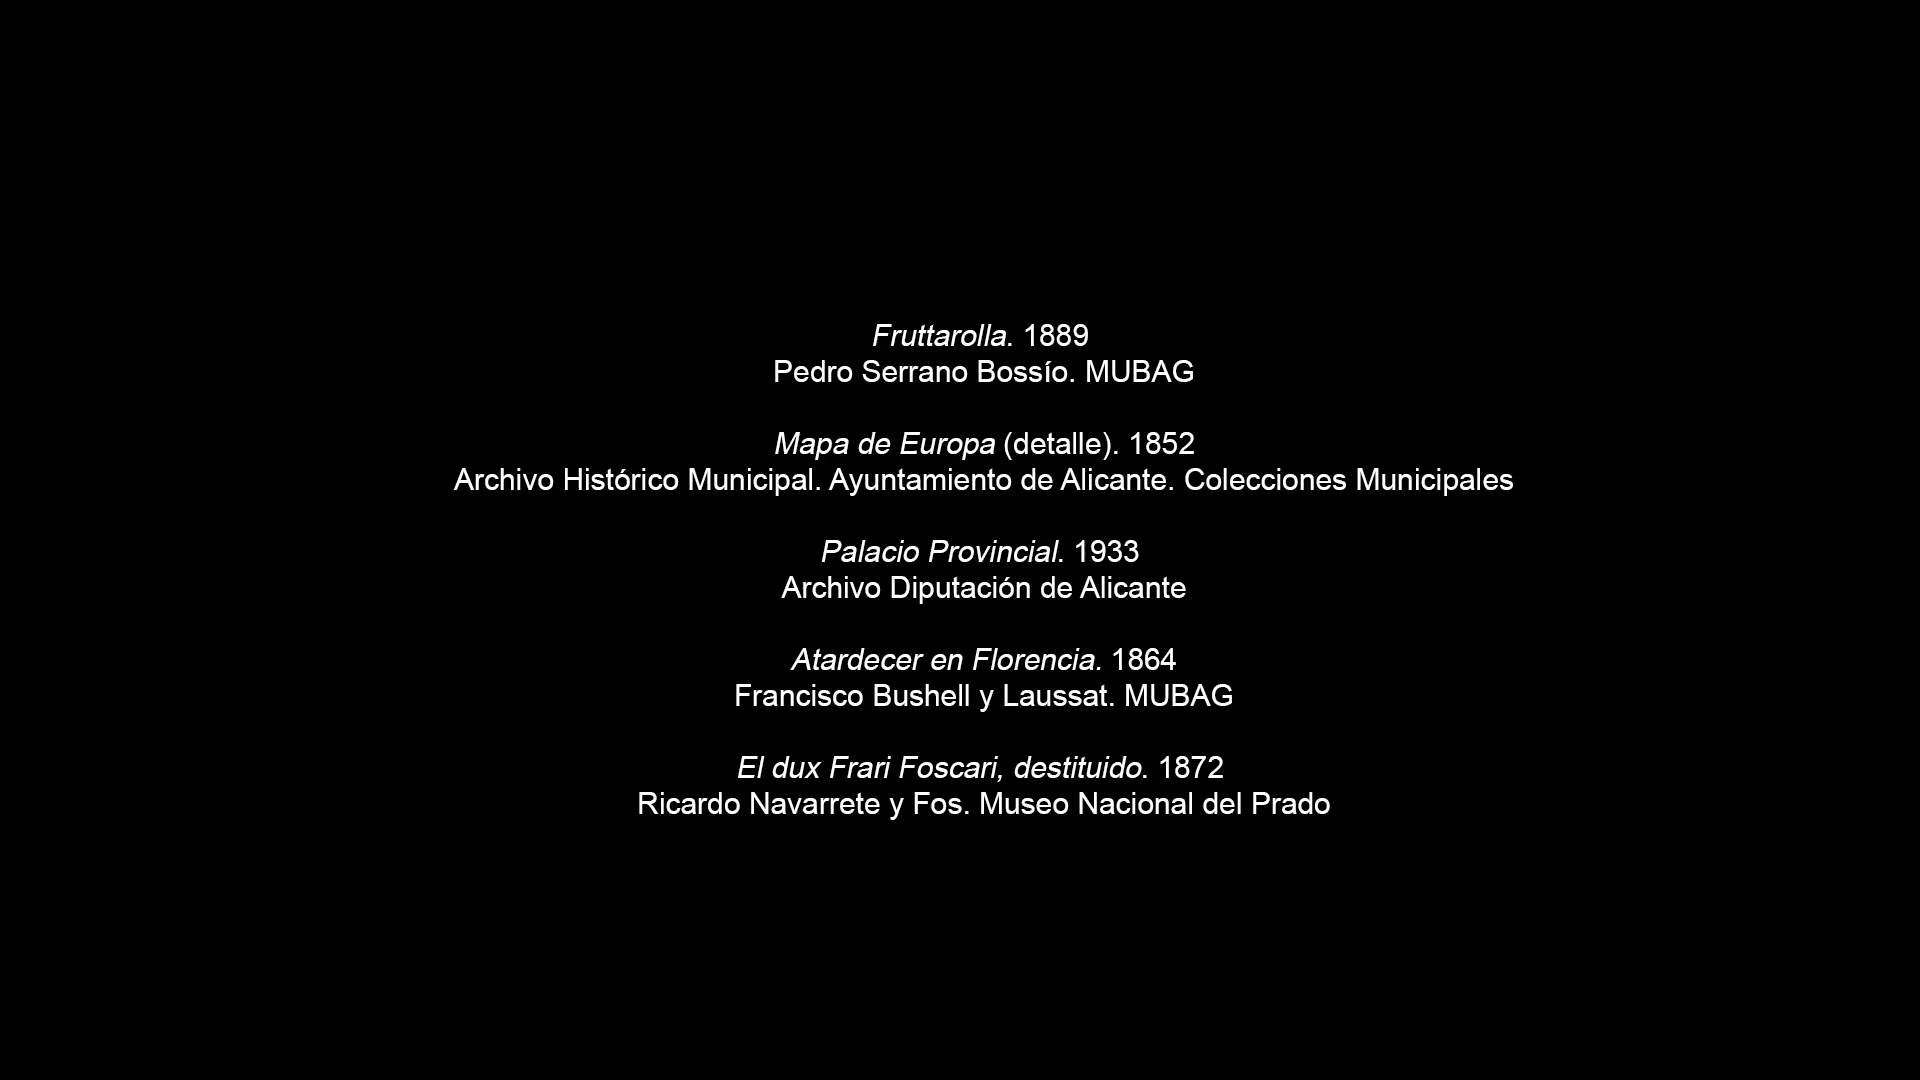 Fruttarolla. 1889
Pedro Serrano Bossío. MUBAG
Mapa de Europa (detalle). 1852
Archivo Histórico Municipal. Ayuntamiento de Alicante. Colecciones Municipales
Palacio Provincial. 1933
Archivo Diputación de Alicante
Atardecer en Florencia. 1864
Francisco Bushell y Laussat. MUBAG
El dux Frari Foscari, destituido. 1872
Ricardo Navarrete y Fos. Museo Nacional del Prado